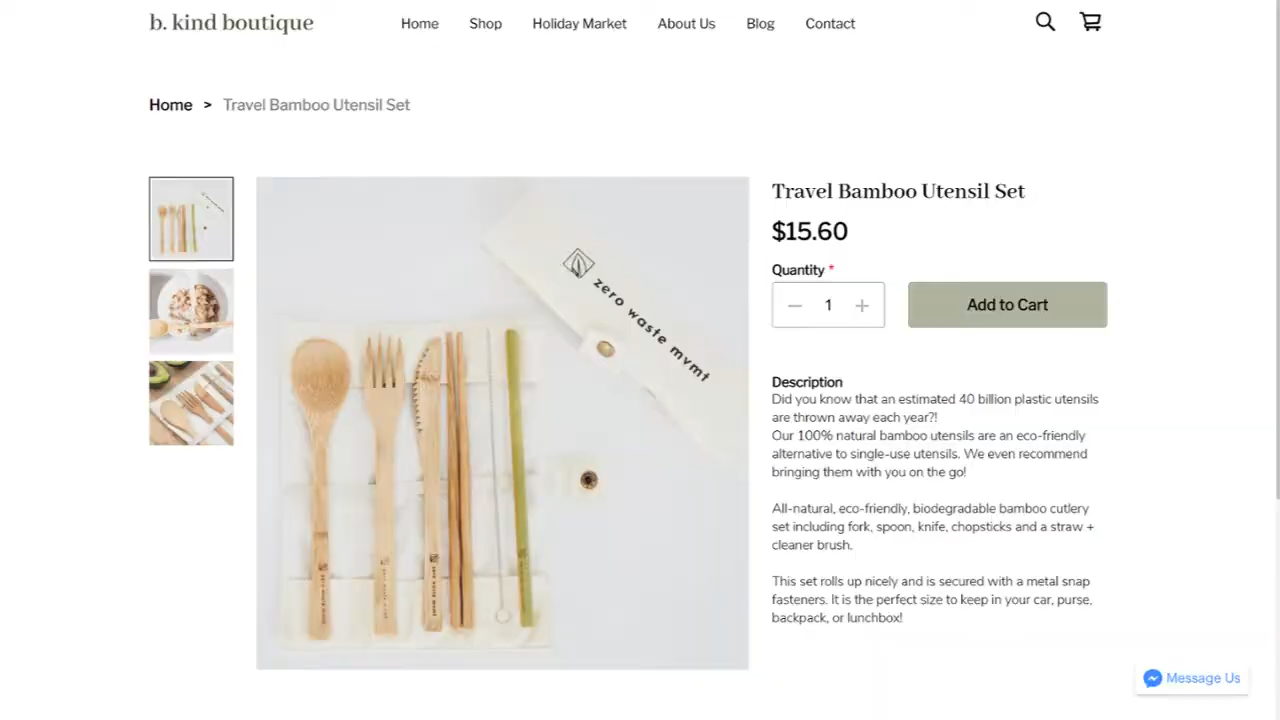 b. kind boutique
Home
Shop
Holiday Market
About Us
Blog
Contact
Home > Travel Bamboo Utensil Set
zero waste mvmt
Travel Bamboo Utensil Set
$15.60
Quantity *
1
Add to Cart
Description
Did you know that an estimated 40 billion plastic utensils
are thrown away each year?!
Our 100% natural bamboo utensils are an eco-friendly
alternative to single-use utensils. We even recommend
bringing them with you on the go!
All-natural, eco-friendly, biodegradable bamboo cutlery
set including fork, spoon, knife, chopsticks and a straw +
cleaner brush.
This set rolls up nicely and is secured with a metal snap
fasteners. It is the perfect size to keep in your car, purse,
backpack, or lunchbox!
Message Us